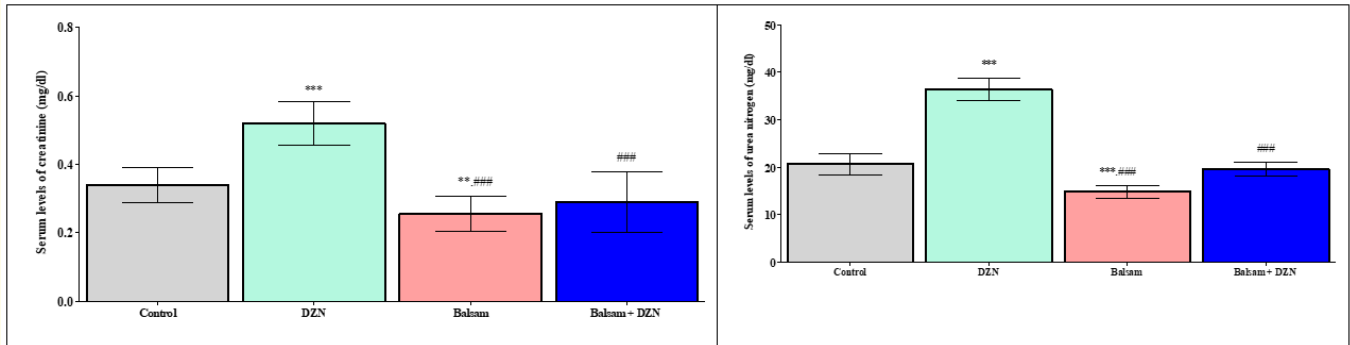 Serum levels of creatinine (mg/dl)
0.8
0.6
0.4
0.2
0.0
***
**,###
###
Control
DZN
Balsam
Balsam + DZN
Serum levels of urea nitrogen (mg/dl)
50
40
30
20
10
0
***
***,###
###
Control
DZN
Balsam
Balsam + DZN